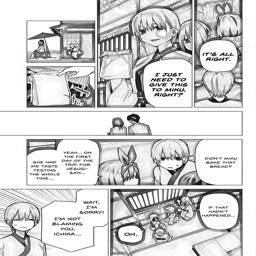 IT'S ALL
RIGHT.
I JUST
NEED TO
GIVE THIS
TO MIKU,
RIGHT?
DIDN'T MIKU
BAKE THAT
BREAD?
YEAH... ON
THE FIRST
DAY OF THE
TRIP FOR
UESUGI-
SAN...
SHE HAD
ME TASTE
TESTING
THE WHOLE
TIME...
IF THAT
HADN'T
HAPPENED...
OH.
WAIT,
I'M
SORRY!
I'M NOT
BLAMING
YOU,
ICHIKA...